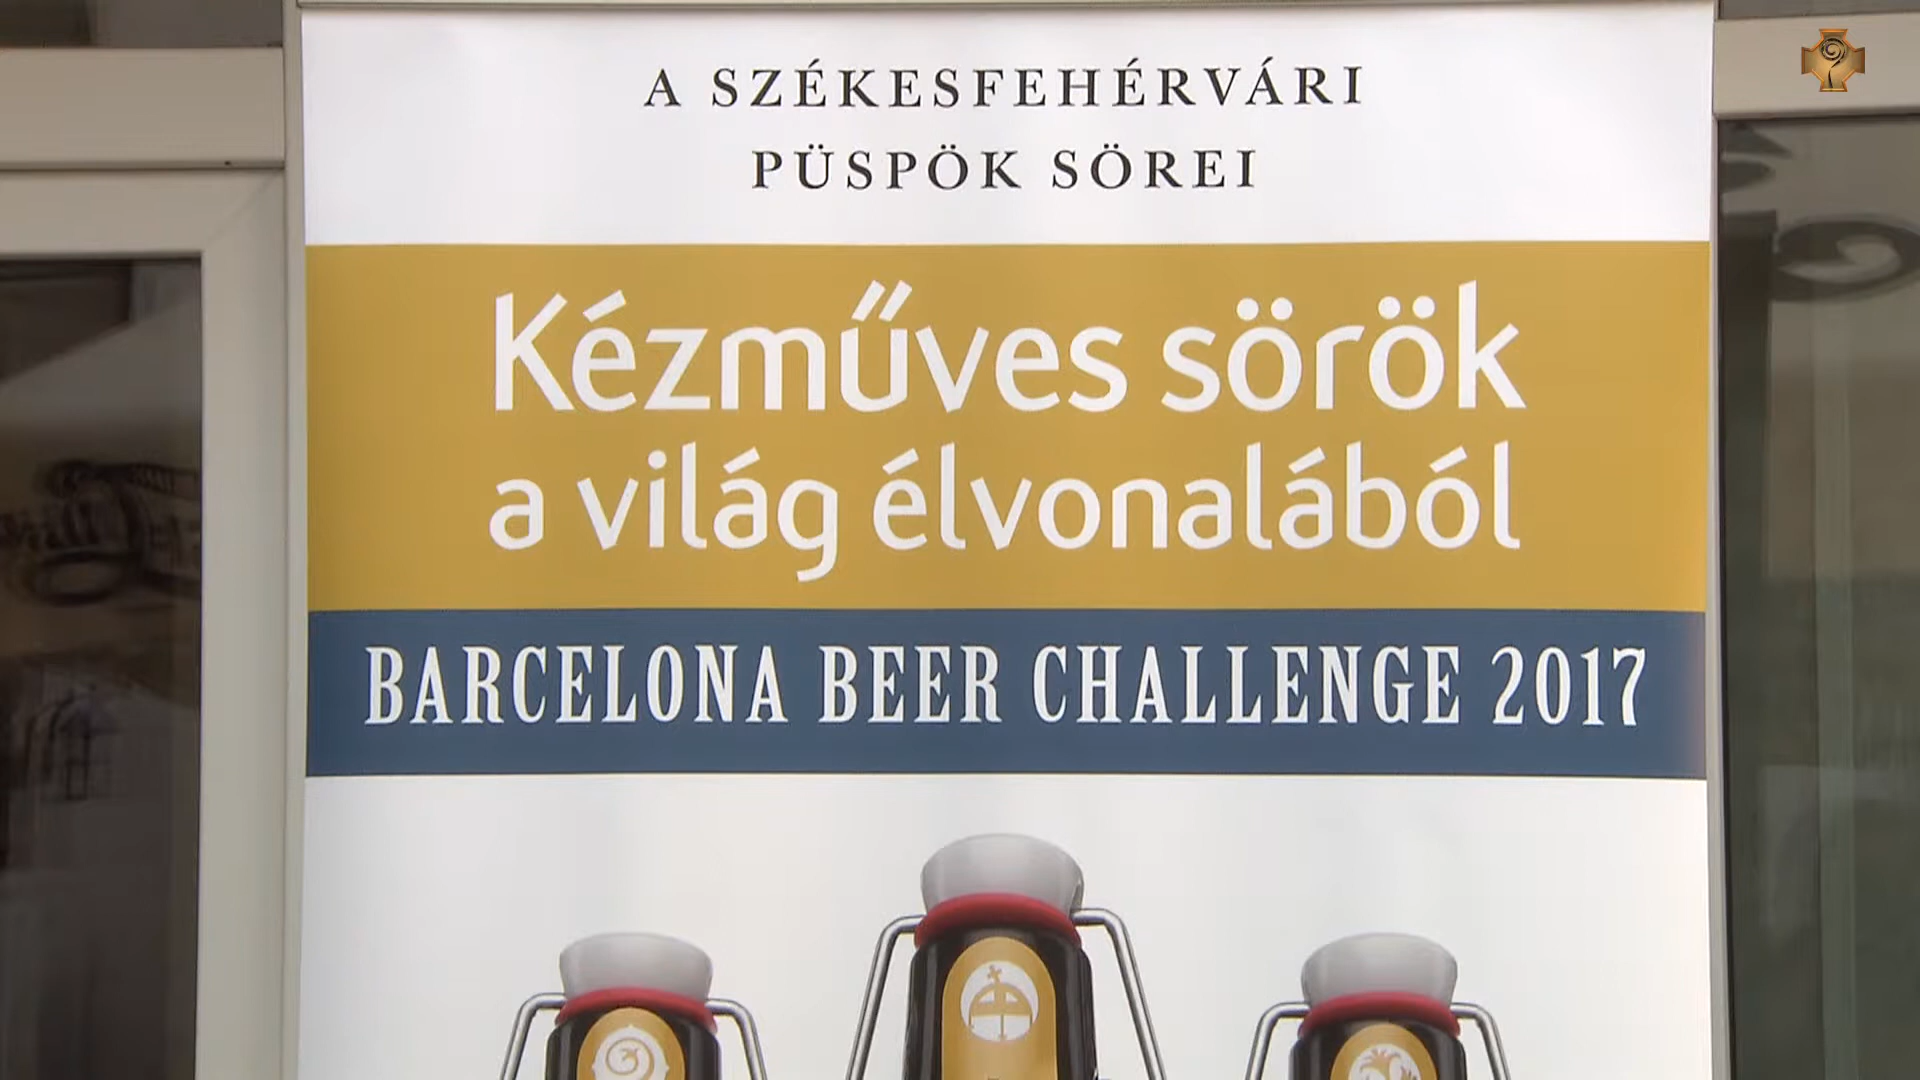 A SZÉKESFEHÉRVÁRI
PÜSPÖK SÖREI
Kézműves sörök
a világ élvonalából
BARCELONA BEER CHALLENGE 2017